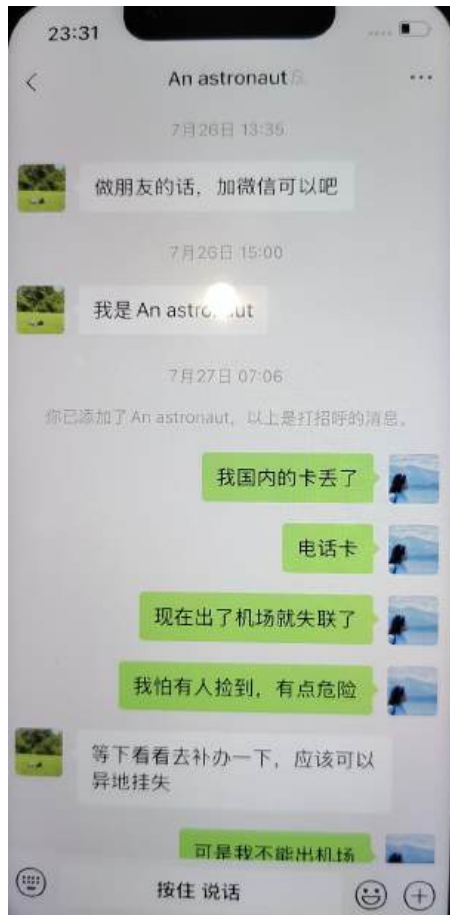 23:31
An astronaut
7月26日 13:35
做朋友的话，加微信可以吧
7月26日 15:00
我是 An astronaut
7月27日 07:06
你已添加了An astronaut，以上是打招呼的消息。
我国内的卡丢了
电话卡
现在出了机场就失联了
我怕有人捡到，有点危险
等下看看去补办一下，应该可以
异地挂失
可是我不能出机场
按住 说话